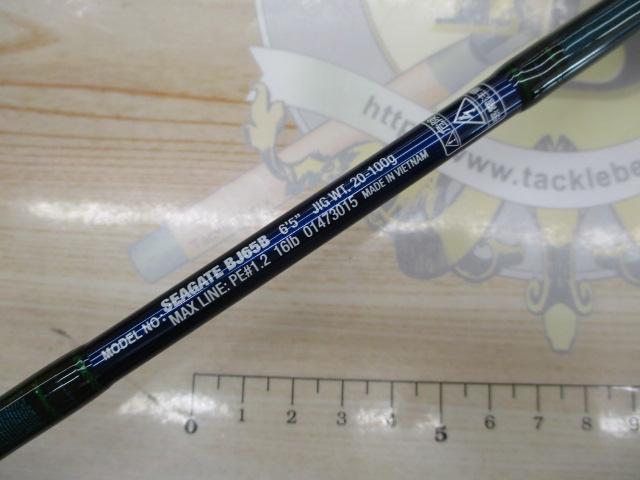 MODEL NO: SEAGATE BJ65B 6'5" JIG WT. 20-100g
MAX LINE: PE#1.2 16lb 01473015 MADE IN VIETNAM
http
www.tacklebe
0 1 2 3 4 5 6 7 8 9